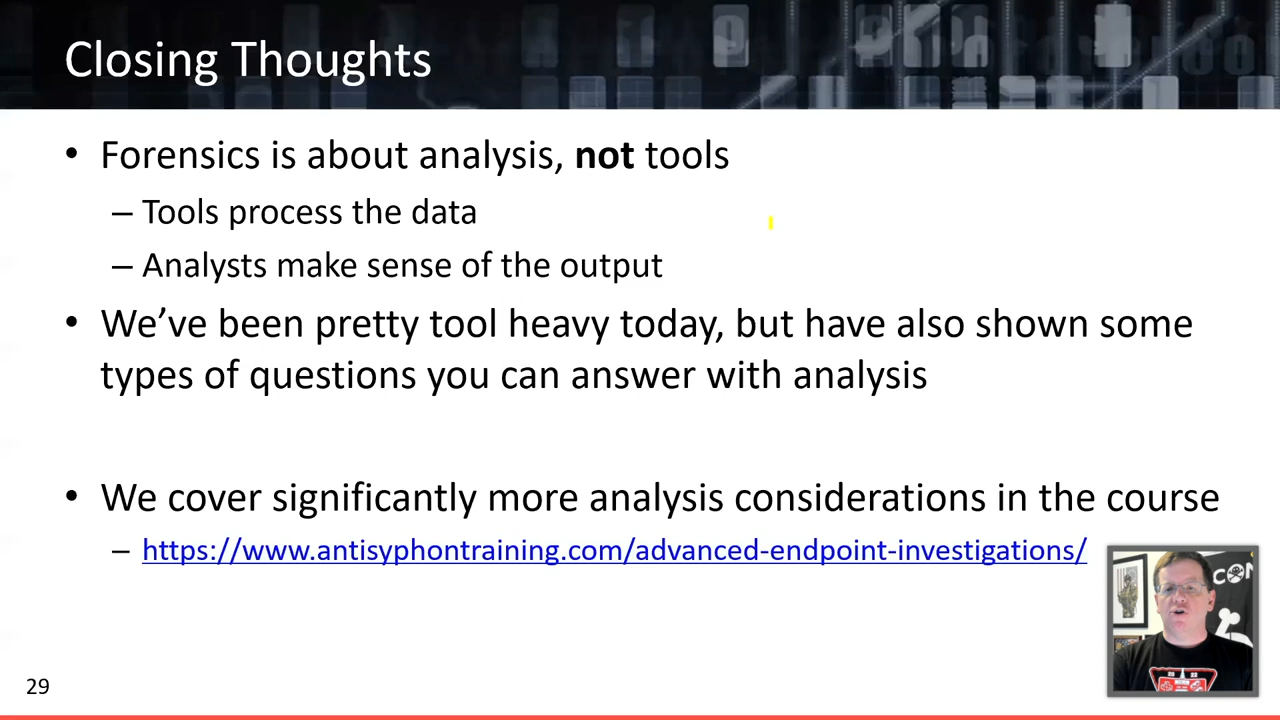 Closing Thoughts
• Forensics is about analysis, not tools
– Tools process the data
– Analysts make sense of the output
• We’ve been pretty tool heavy today, but have also shown some
types of questions you can answer with analysis
• We cover significantly more analysis considerations in the course
– https://www.antisyphontraining.com/advanced-endpoint-investigations/
29